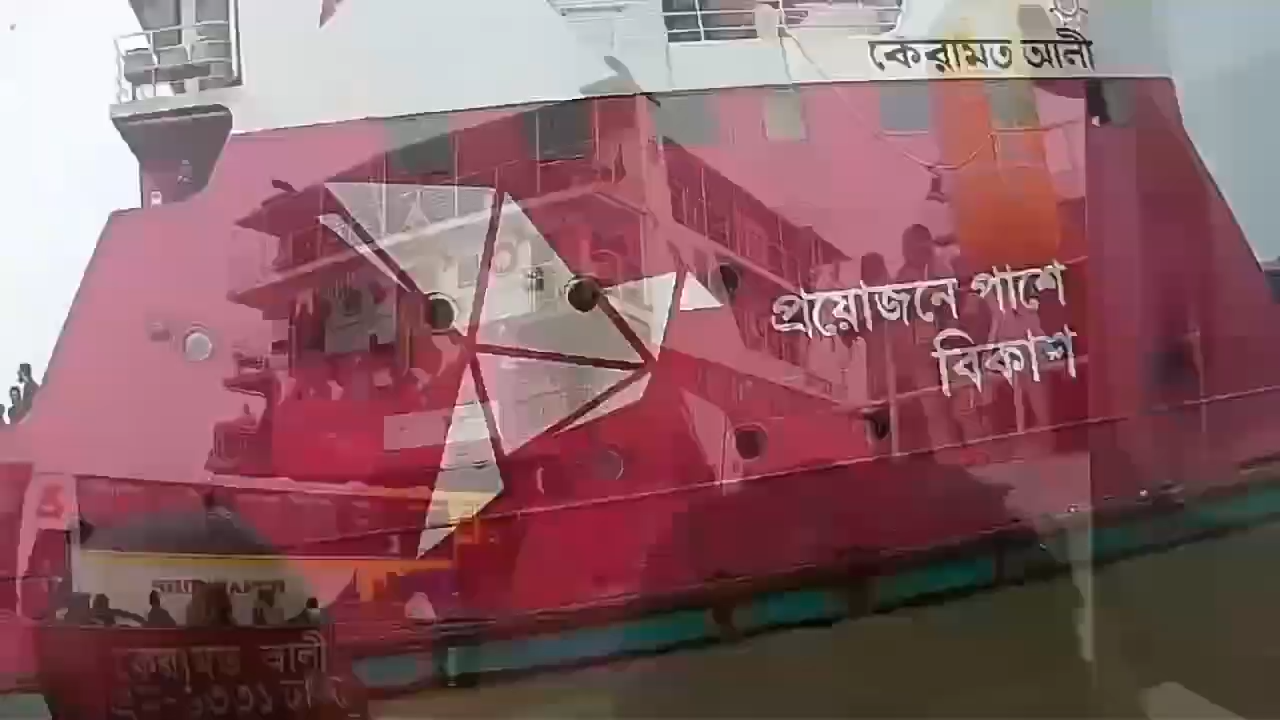 কেরামত আলী
প্রয়োজনে পাশে
বিকাশ
কেরামত আলী